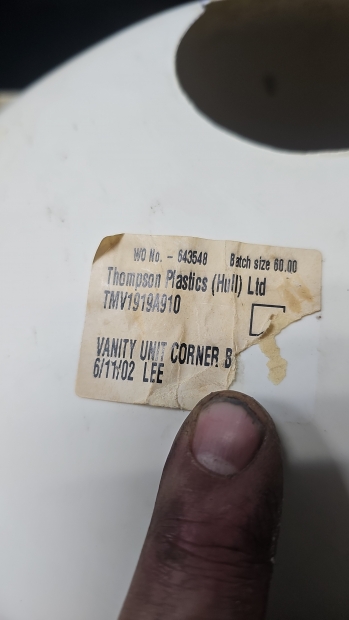 WO No. - 643548 Batch size 60.00
Thompson Plastics (Hull) Ltd
TMV1919A910
VANITY UNIT CORNER B
6/11/02 LEE